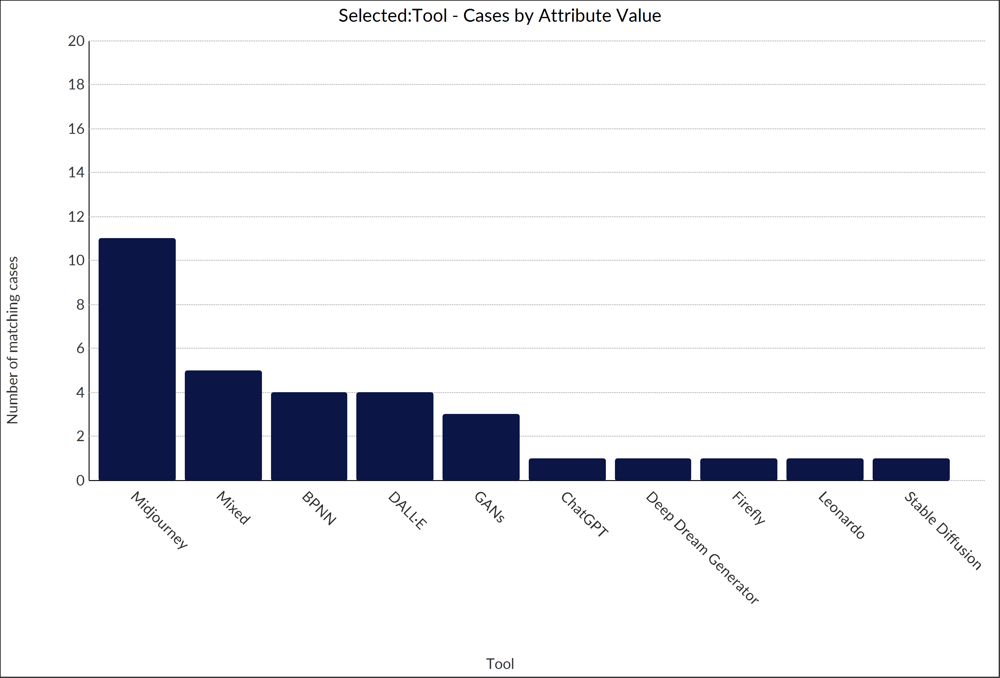 Selected:Tool - Cases by Attribute Value
20
18
16
14
12
10
8
6
4
2
0
Number of matching cases
Midjourney
Mixed
BPNN
DALL·E
GANs
ChatGPT
Deep Dream Generator
Firefly
Leonardo
Stable Diffusion
Tool